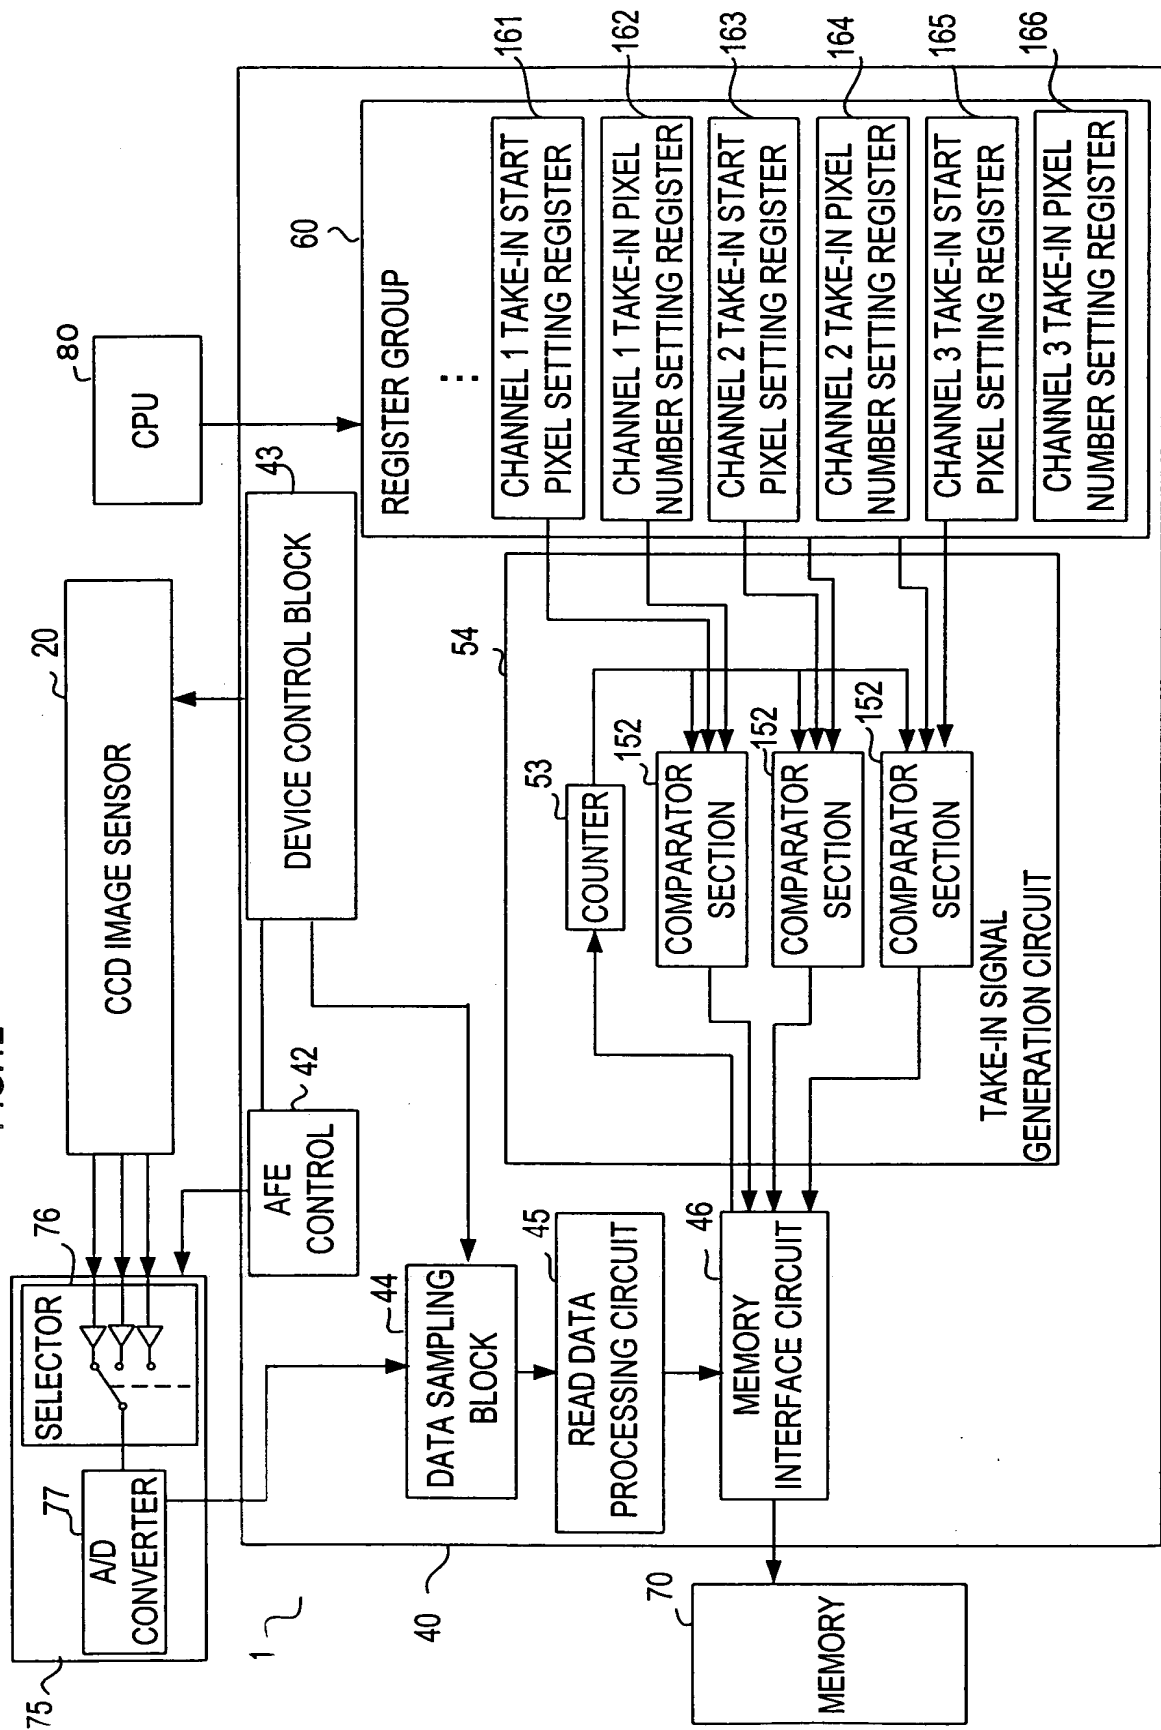 75
77
A/D
CONVERTER
SELECTOR
76
CCD IMAGE SENSOR
20
CPU
80
1
40
AFE
CONTROL
42
DEVICE CONTROL BLOCK
43
60
REGISTER GROUP
...
DATA SAMPLING
BLOCK
44
READ DATA
PROCESSING CIRCUIT
45
MEMORY
INTERFACE CIRCUIT
46
MEMORY
70
54
COUNTER
53
COMPARATOR
SECTION
152
COMPARATOR
SECTION
152
COMPARATOR
SECTION
152
TAKE-IN SIGNAL
GENERATION CIRCUIT
CHANNEL 1 TAKE-IN START
PIXEL SETTING REGISTER
161
CHANNEL 1 TAKE-IN PIXEL
NUMBER SETTING REGISTER
162
CHANNEL 2 TAKE-IN START
PIXEL SETTING REGISTER
163
CHANNEL 2 TAKE-IN PIXEL
NUMBER SETTING REGISTER
164
CHANNEL 3 TAKE-IN START
PIXEL SETTING REGISTER
165
CHANNEL 3 TAKE-IN PIXEL
NUMBER SETTING REGISTER
166